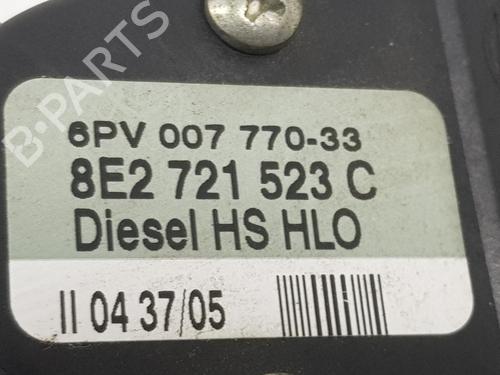 B-PARTS
6PV 007 770-33
8E2 721 523 C
Diesel HS HLO
II 04 37/05